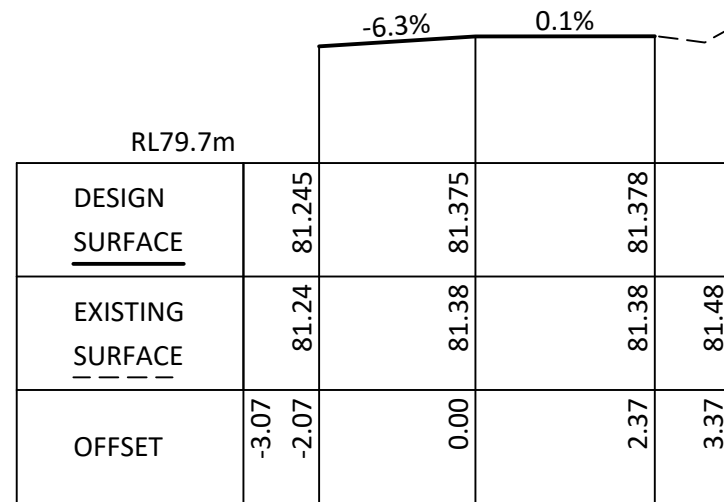 -6.3% 0.1%
RL79.7m
DESIGN
SURFACE
81.245 81.375 81.378
EXISTING
SURFACE
81.24 81.38 81.38 81.48
OFFSET
-3.07 -2.07 0.00 2.37 3.37